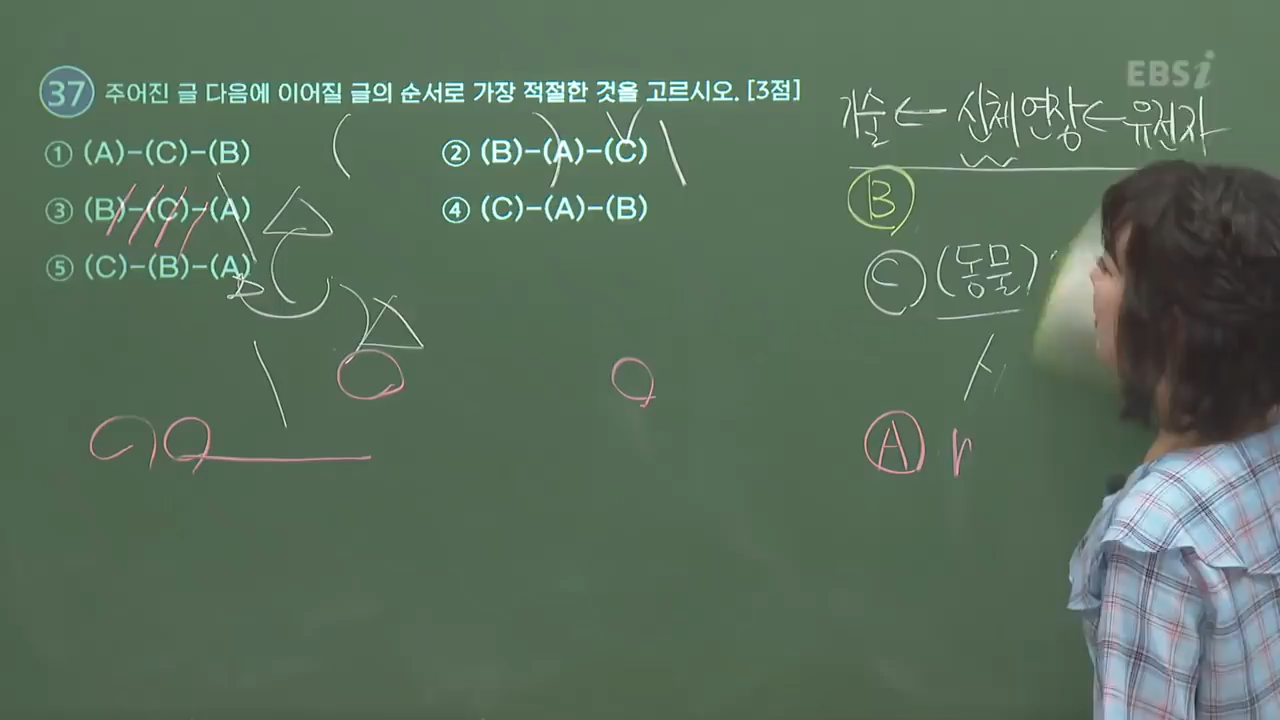 EBSi
37 주어진 글 다음에 이어질 글의 순서로 가장 적절한 것을 고르시오. [3점]
① (A)-(C)-(B) ② (B)-(A)-(C)
③ (B)-(C)-(A) ④ (C)-(A)-(B)
⑤ (C)-(B)-(A)
기술 ← 신체연장 ← 유전자
B
C (동물)
A